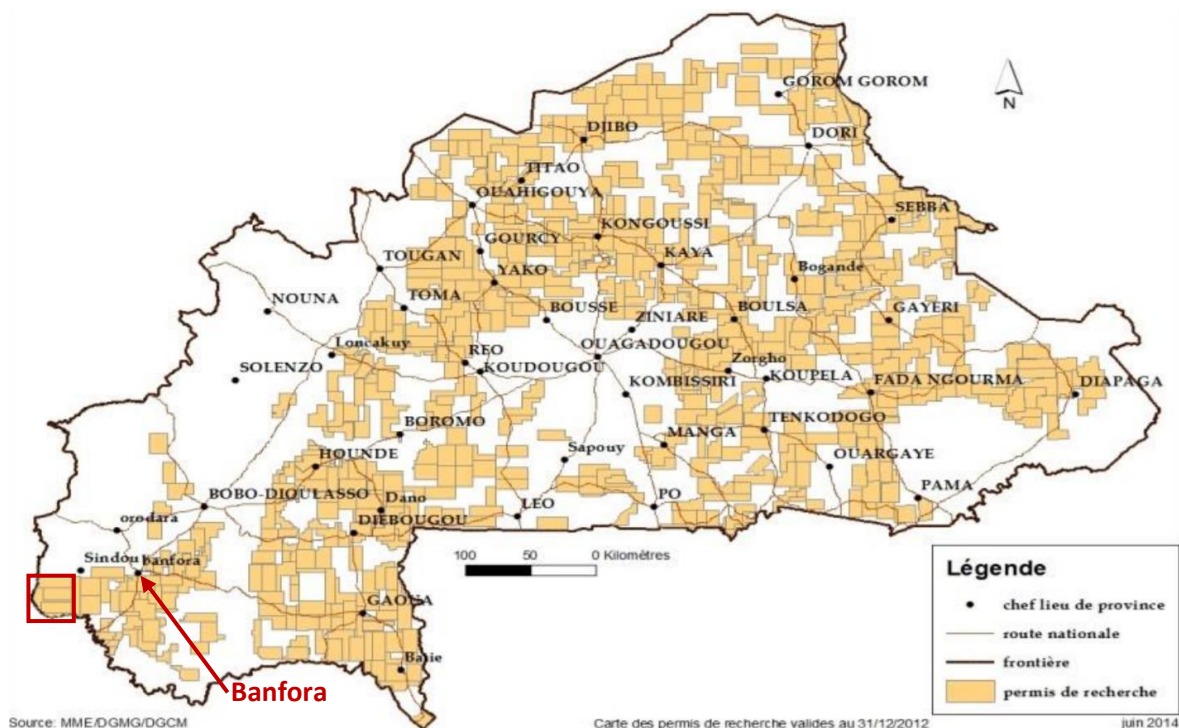 GOROM GOROM
N
DJIBO
DORI
TITAO
OUAHIGOUYA
SEBBA
KONGOUSSI
GOURCY
KAYA
TOUGAN
YAKO
Bogande
NOUNA
TOMA
BOUSSE
BOULSA
GAYERI
ZINIARE
OUAGADOUGOU
Loncakuy
REO
Zorgho
SOLENZO
KOUDOUGOU
KOMBISSIRI
KOUPELA
FADA NGOURMA
DIAPAGA
BOROMO
TENKODOGO
MANGA
HOUNDE
Sapouy
OUARGAYE
BOBO-DIOULASSO
Dano
PAMA
LEO
PO
orodara
DIEBOUGOU
Sindou
banfora
100 50 0 Kilomètres
GAOUA
Batie
Banfora
Légende
chef lieu de province
route nationale
frontière
permis de recherche
Source: MME/DGMG/DGCM
Carte des permis de recherche valides au 31/12/2012
juin 2014